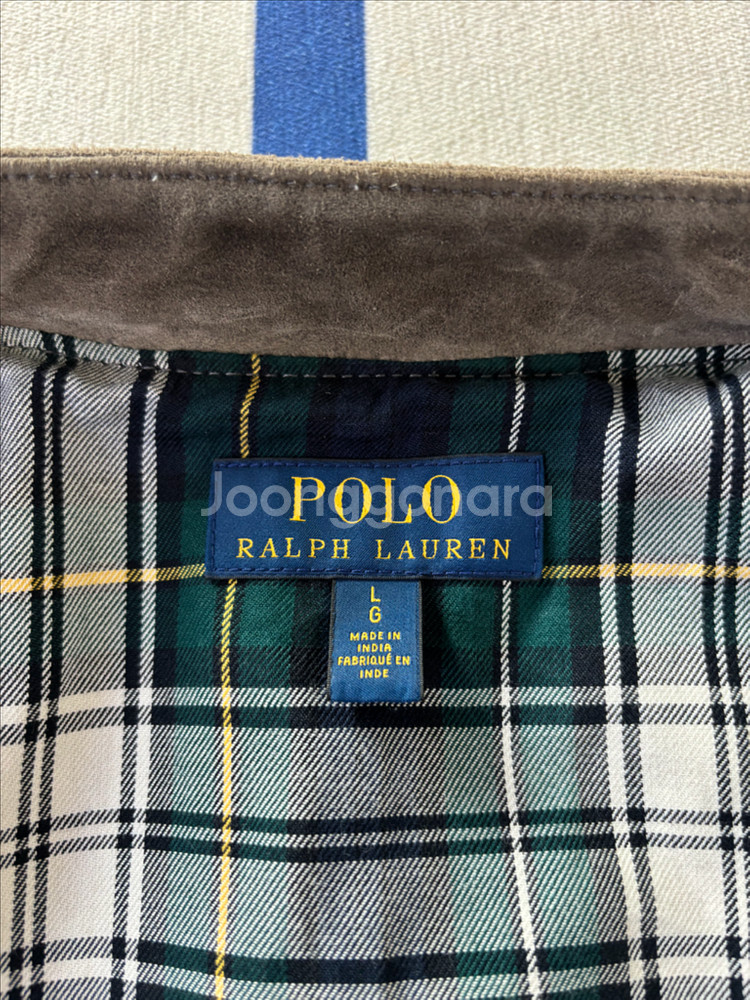 POLO
Joonggonara
RALPH LAUREN
L
G
MADE IN
INDIA
FABRIQUÉ EN
INDE